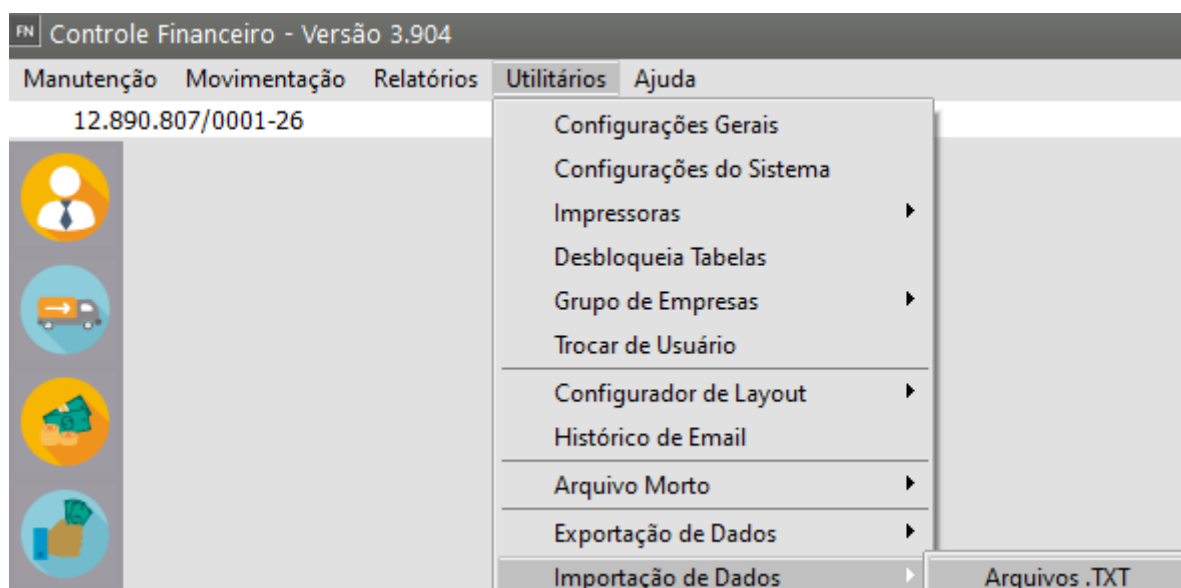 FN Controle Financeiro - Versão 3.904
Manutenção Movimentação Relatórios Utilitários Ajuda
12.890.807/0001-26
Configurações Gerais
Configurações do Sistema
Impressoras
Desbloqueia Tabelas
Grupo de Empresas
Trocar de Usuário
Configurador de Layout
Histórico de Email
Arquivo Morto
Exportação de Dados
Importação de Dados Arquivos .TXT